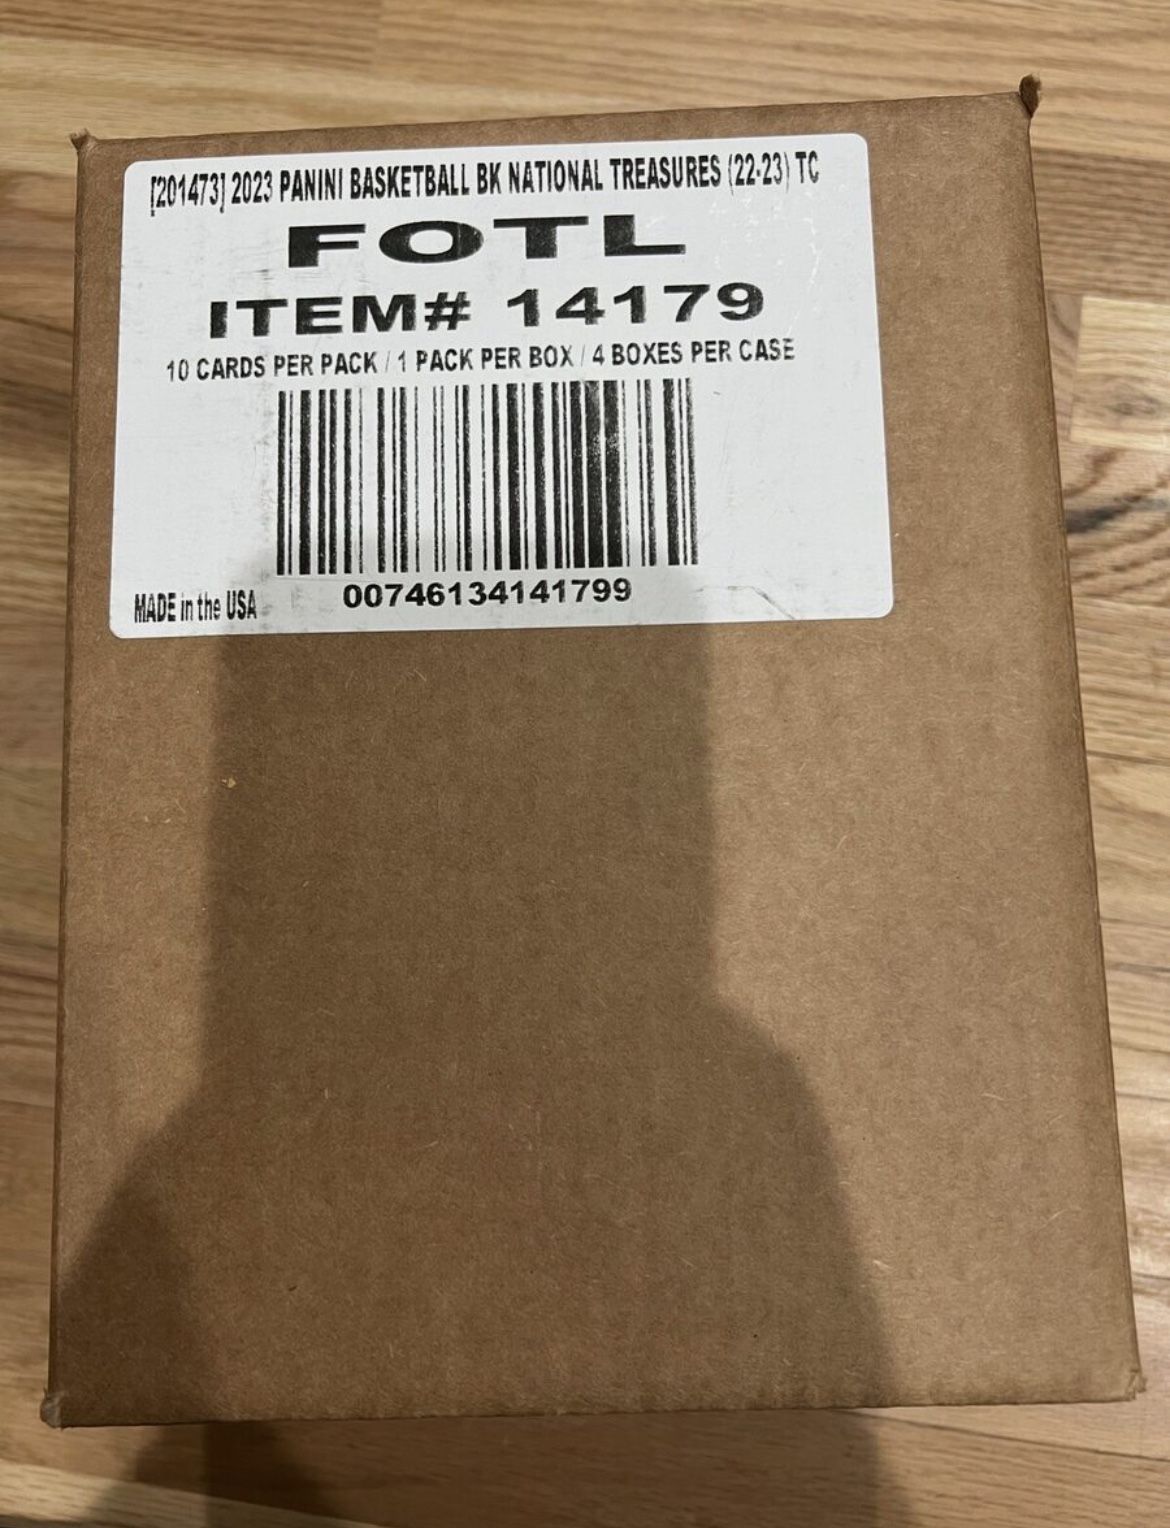 [201473] 2023 PANINI BASKETBALL BK NATIONAL TREASURES (22-23) TC
FOTL
ITEM# 14179
10 CARDS PER PACK / 1 PACK PER BOX / 4 BOXES PER CASE
00746134141799
MADE in the USA